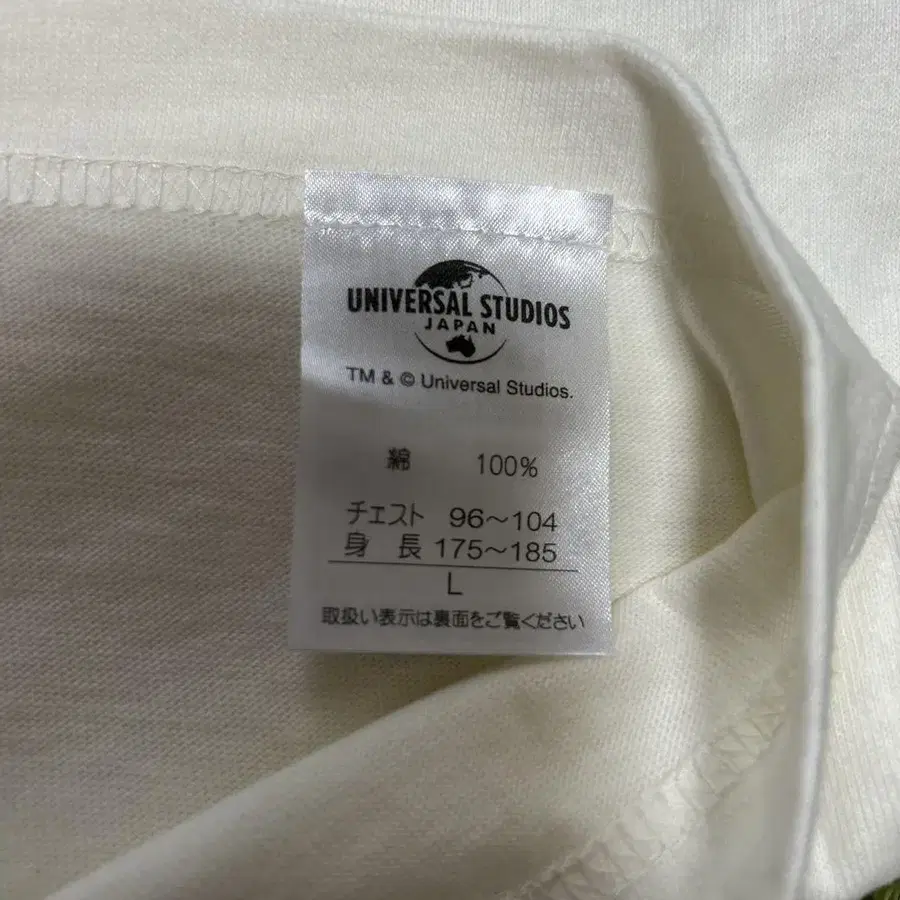 UNIVERSAL STUDIOS
JAPAN
TM & © Universal Studios.
綿 100%
チェスト 96～104
身長 175～185
L
取扱い表示は裏面をご覧ください